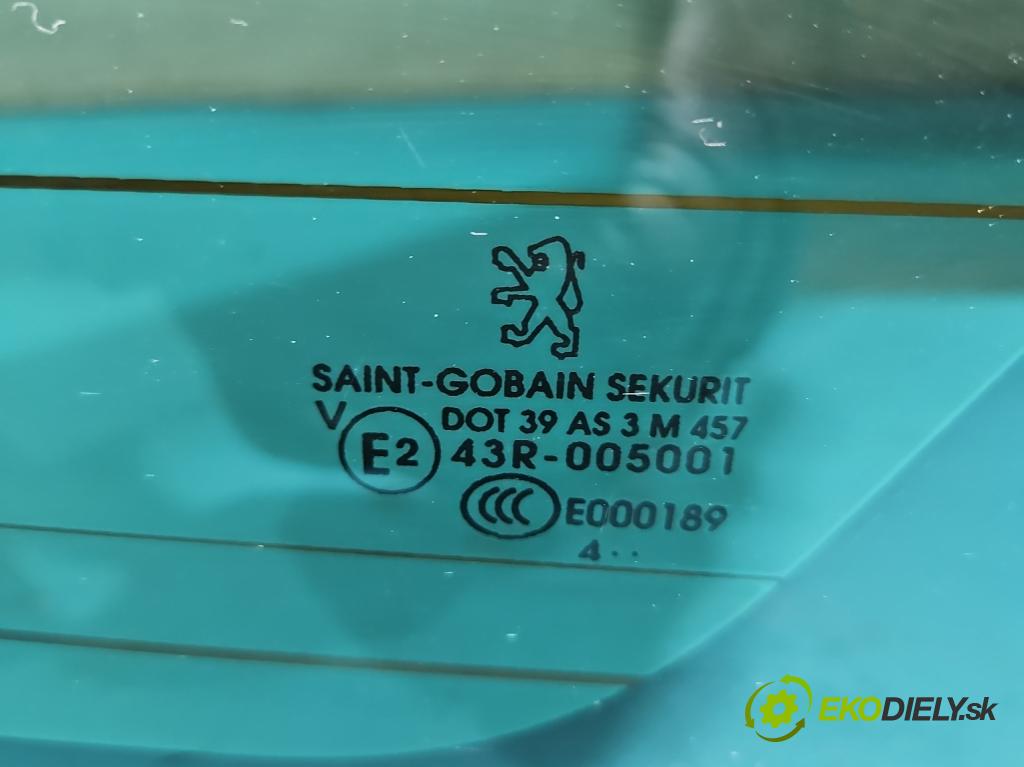 SAINT-GOBAIN SEKURIT
V DOT 39 AS 3 M 457
E2 43R-005001
CCC E000189
4..
EKODIELY.sk